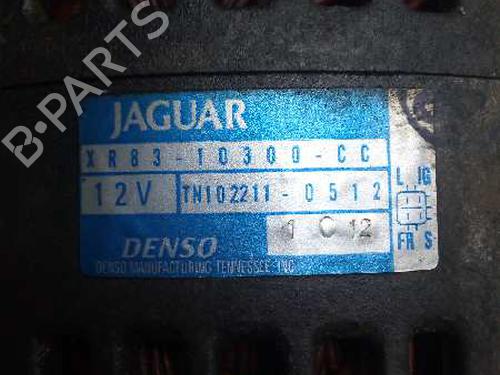 JAGUAR
XR83-10300-CC
12V TN102211-0512
L IG
FR S
DENSO 1 C 12
DENSO MANUFACTURING TENNESSEE, INC.
B-PARTS